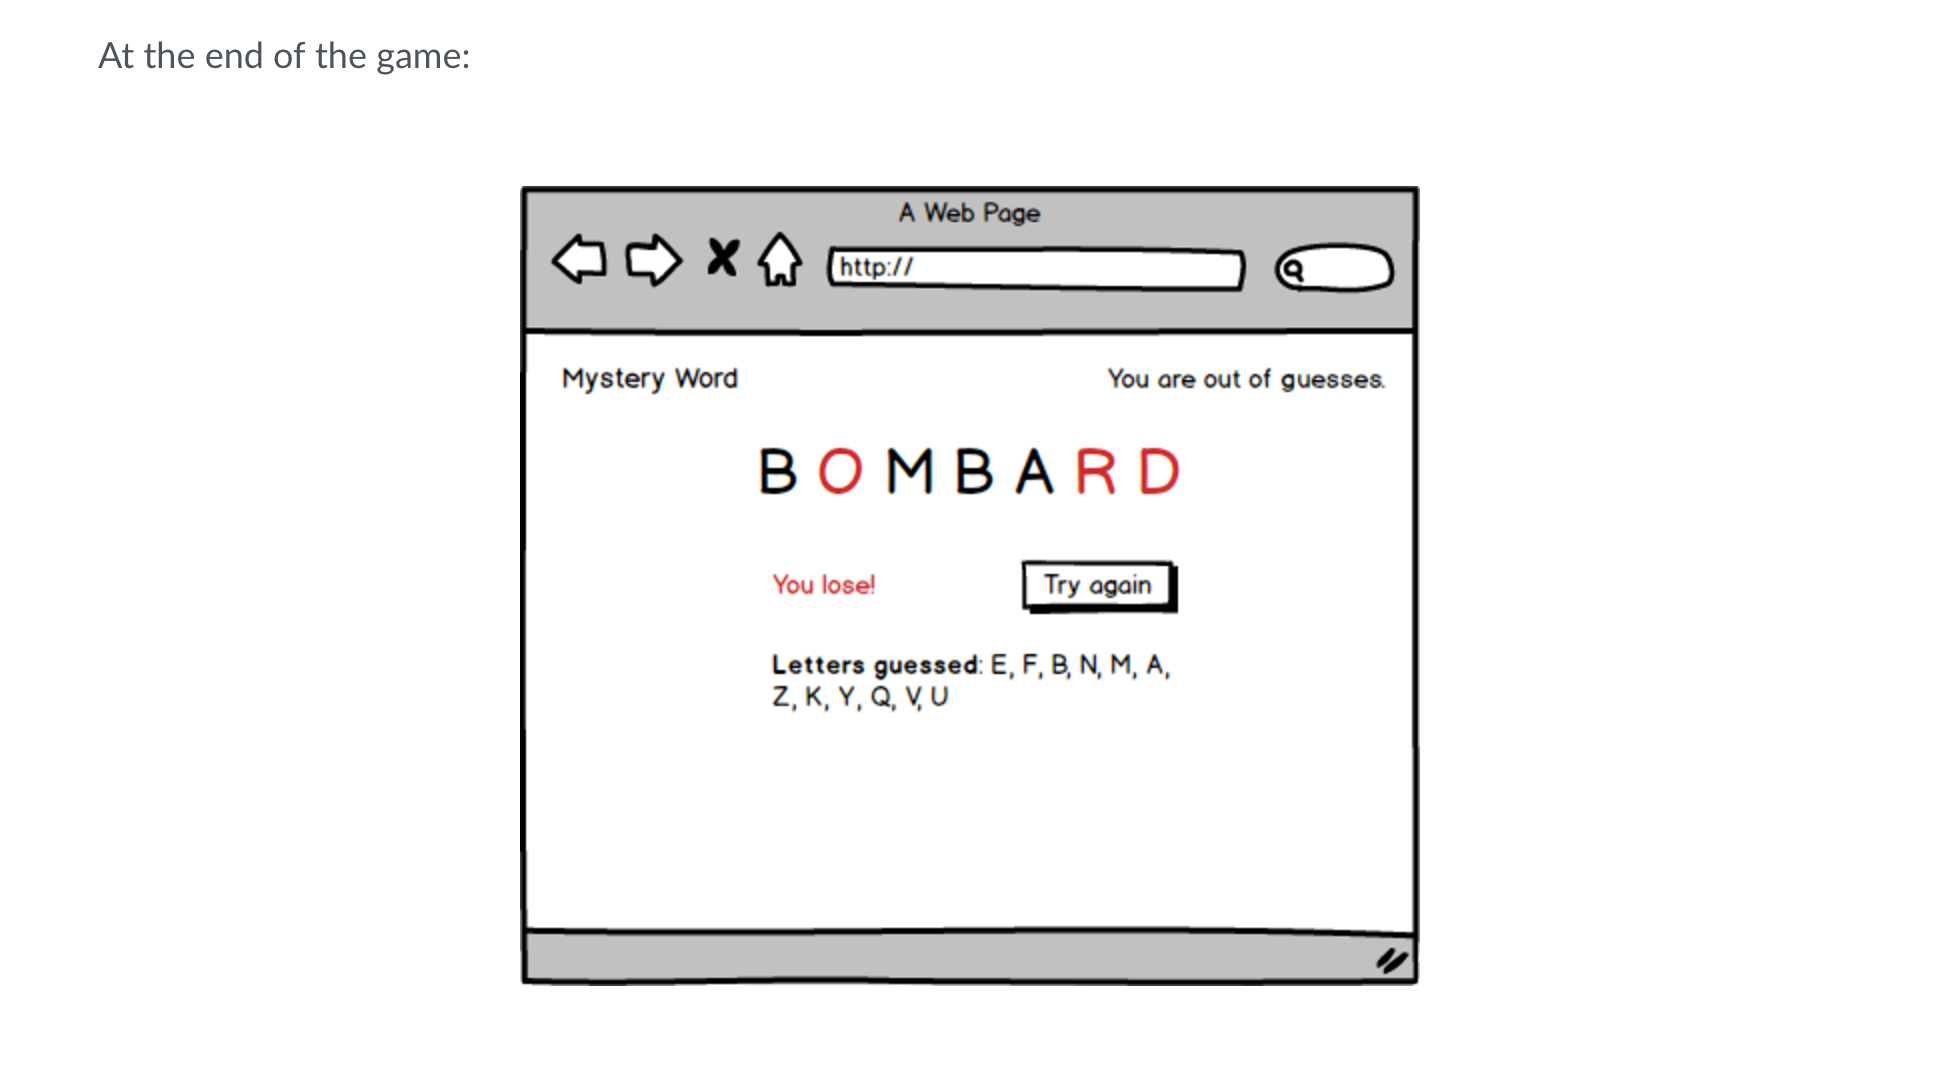 At the end of the game:
A Web Page
http://
Mystery Word
You are out of guesses.
B O M B A R D
You lose!
Try again
Letters guessed: E, F, B, N, M, A,
Z, K, Y, Q, V, U